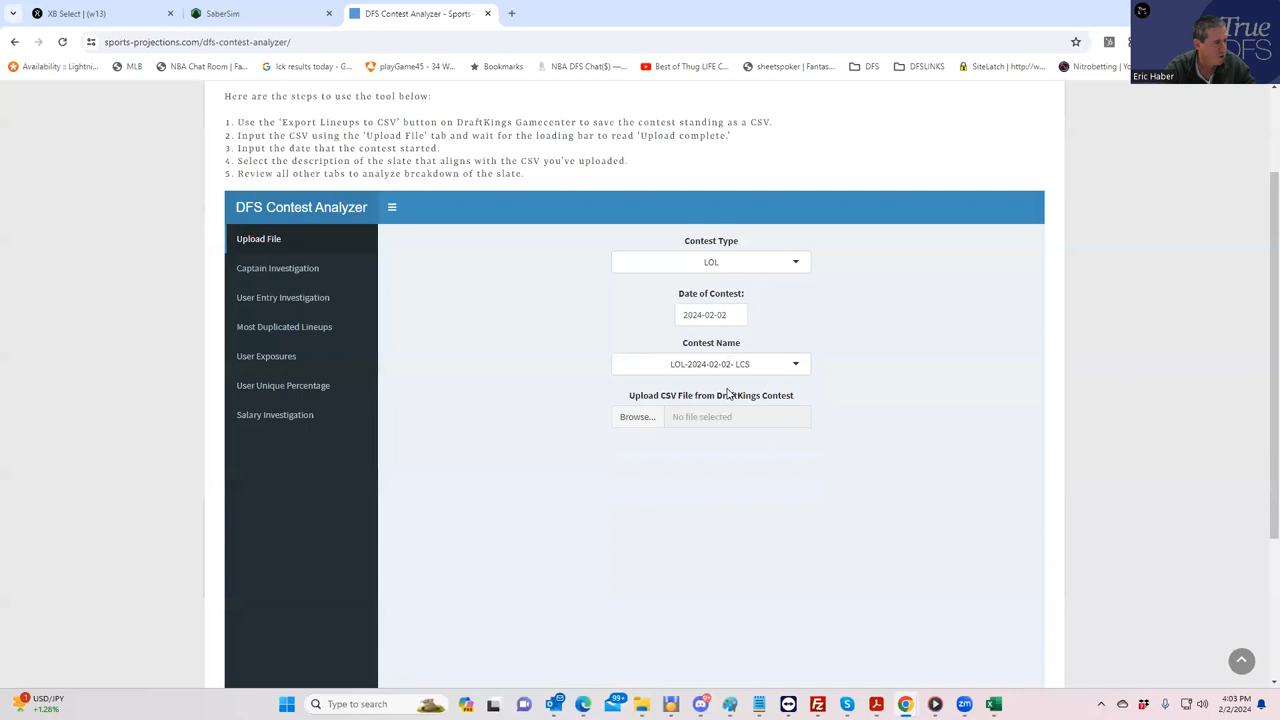 XB Select | (w13)
SaberSim
DFS Contest Analyzer - Sports-
sports-projections.com/dfs-contest-analyzer/
Availability :: Lightni...
MLB
NBA Chat Room / Fa...
Ick results today - G...
playGame45 - 34 W...
Bookmarks
NBA DFS Chat($) —...
Best of Thug LIFE C...
sheetspoker | Fantas...
DFS
DFSLINKS
SiteLatch | http://w...
Nitrobetting | Yo
True
DFS
Eric Haber
Here are the steps to use the tool below:
1. Use the 'Export Lineups to CSV' button on DraftKings Gamecenter to save the contest standing as a CSV.
2. Input the CSV using the 'Upload File' tab and wait for the loading bar to read 'Upload complete.'
3. Input the date that the contest started.
4. Select the description of the slate that aligns with the CSV you've uploaded.
5. Review all other tabs to analyze breakdown of the slate.
DFS Contest Analyzer
Upload File
Captain Investigation
User Entry Investigation
Most Duplicated Lineups
User Exposures
User Unique Percentage
Salary Investigation
Contest Type
LOL
Date of Contest:
2024-02-02
Contest Name
LOL-2024-02-02- LCS
Upload CSV File from DraftKings Contest
Browse...
No file selected
1
USD/JPY
+1.28%
Type here to search
99+
4:03 PM
2/2/2024